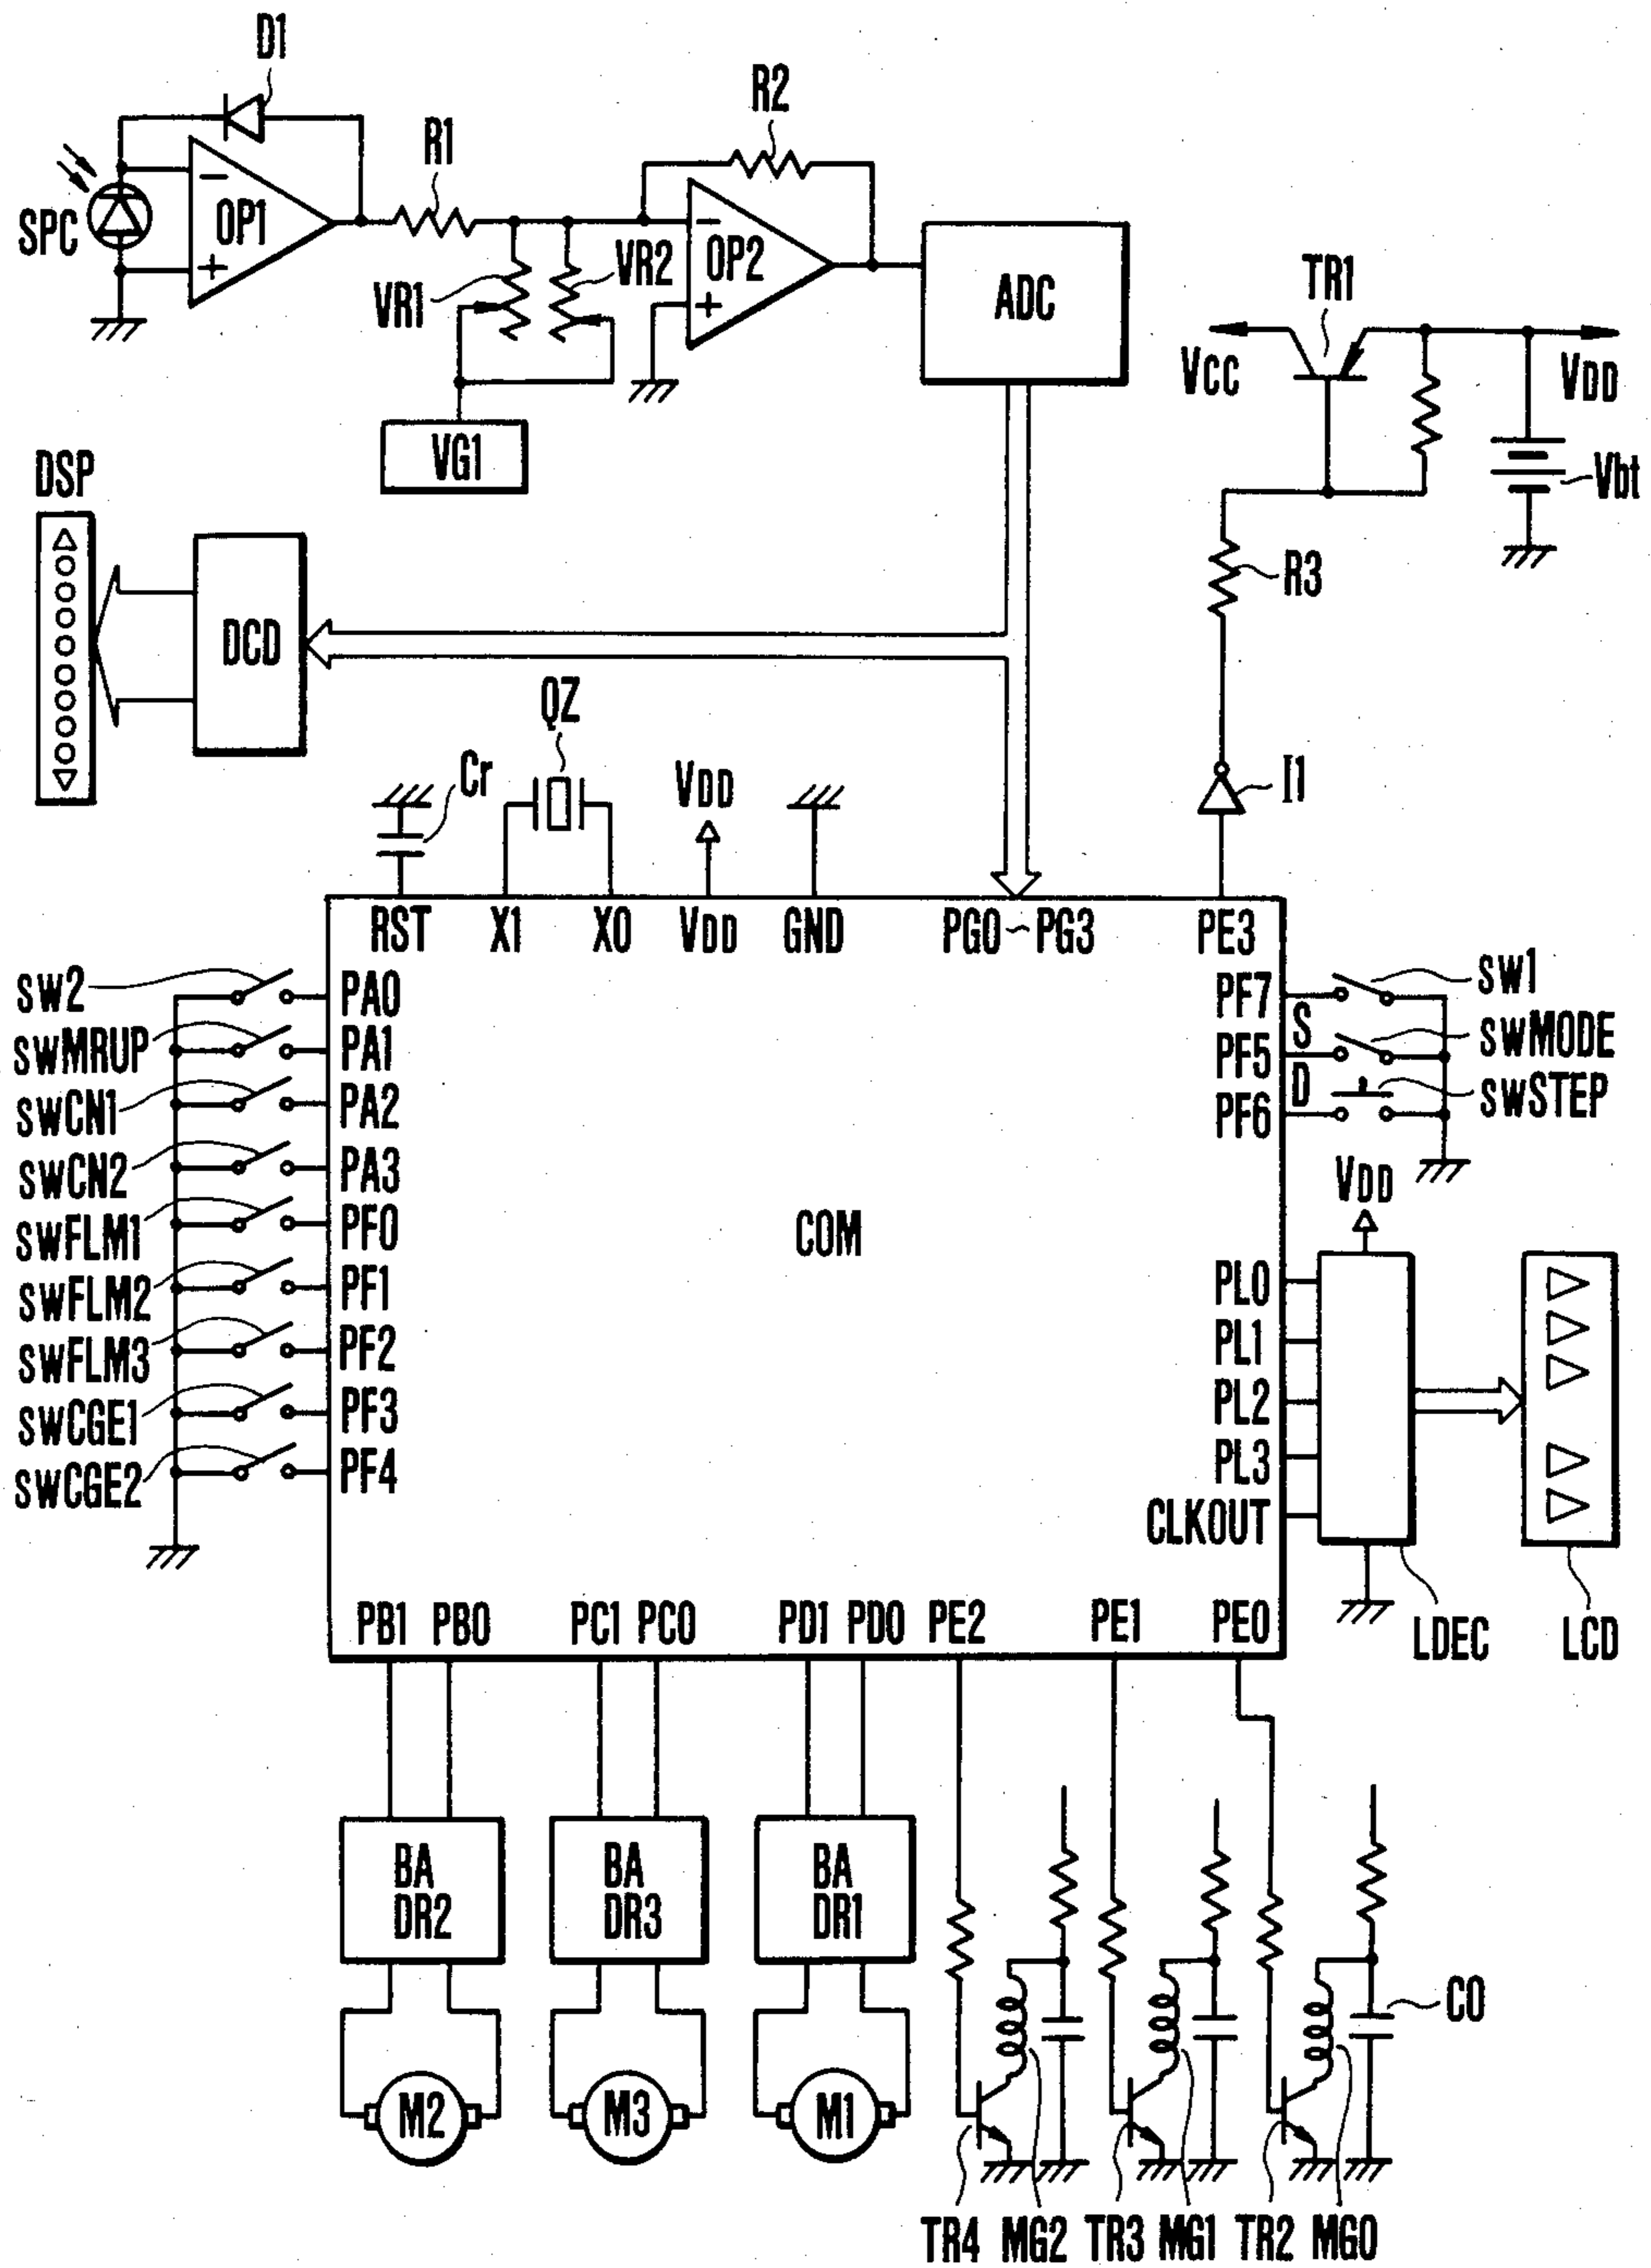 D1
R1
R2
SPC
−
OP1
+
VR1
VR2
−
OP2
+
ADC
TR1
VCC
VDD
VG1
Vbt
DSP
DCD
R3
QZ
Cr
VDD
I1
RST X1 X0 VDD GND PG0~PG3 PE3
SW2 PA0
SWMRUP PA1
SWCN1 PA2
SWCN2 PA3
SWFLM1 PF0
SWFLM2 PF1
SWFLM3 PF2
SWCGE1 PF3
SWCGE2 PF4
COM
PF7 SW1
S
PF5 SWMODE
D
PF6 SWSTEP
VDD
PL0
PL1
PL2
PL3
CLKOUT
LDEC LCD
PB1 PB0 PC1 PC0 PD1 PD0 PE2 PE1 PE0
BA
DR2
BA
DR3
BA
DR1
C0
M2 M3 M1
TR4 MG2 TR3 MG1 TR2 MG0